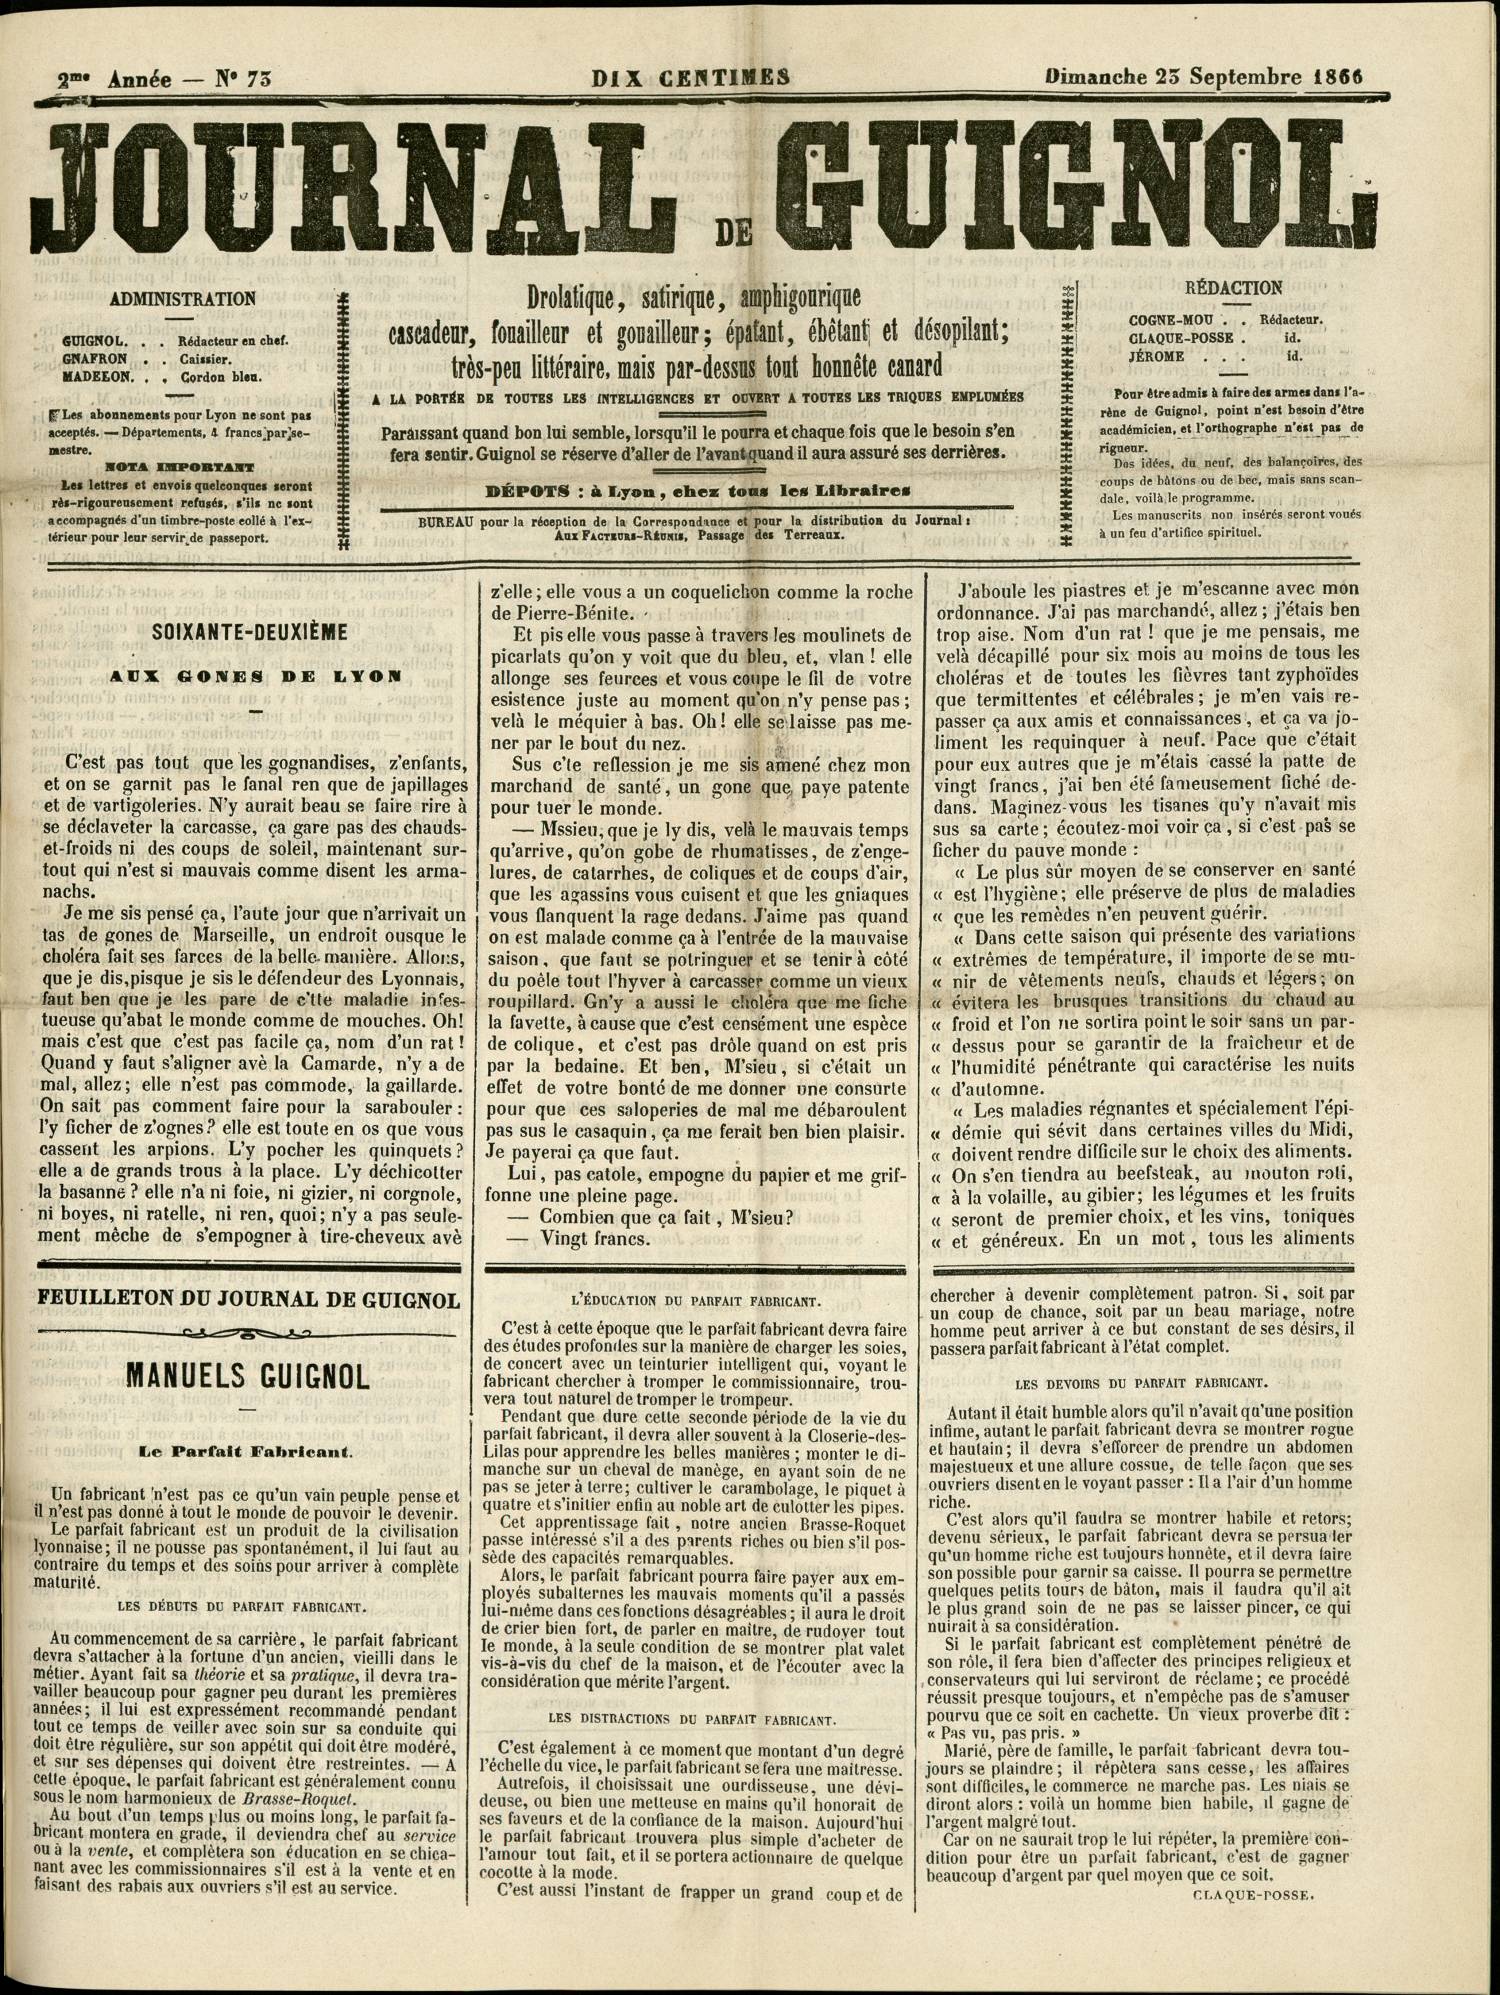 2me Année — No 73
DIX CENTIMES
Dimanche 23 Septembre 1866
JOURNAL DE GUIGNOL
ADMINISTRATION
GUIGNOL. . . Rédacteur en chef.
GNAFRON . . Caissier.
MADELON. . . Cordon bleu.
Les abonnements pour Lyon ne sont pas
acceptés. — Départements, 4 francs par se-
mestre.
NOTA IMPORTANT
Les lettres et envois quelconques seront
rès-rigoureusement refusés, s'ils ne sont
accompagnés d'un timbre-poste collé à l'ex-
térieur pour leur servir de passeport.
Drolatique, satirique, amphigourique
cascadeur, fouailleur et gouailleur; épatant, ébêtant et désopilant;
très-peu littéraire, mais par-dessus tout honnête canard
A LA PORTÉE DE TOUTES LES INTELLIGENCES ET OUVERT A TOUTES LES TRIQUES EMPLUMÉES
Paraissant quand bon lui semble, lorsqu'il le pourra et chaque fois que le besoin s'en
fera sentir. Guignol se réserve d'aller de l'avant quand il aura assuré ses derrières.
DÉPOTS : à Lyon, chez tous les Libraires
BUREAU pour la réception de la Correspondance et pour la distribution du Journal :
AUX FACTEURS-RÉUNIS, Passage des Terreaux.
RÉDACTION
COGNE-MOU . . Rédacteur.
CLAQUE-POSSE . id.
JÉROME . . . id.
Pour être admis à faire des armes dans l'a-
rène de Guignol, point n'est besoin d'être
académicien, et l'orthographe n'est pas de
rigueur.
Des idées, du neuf, des balançoires, des
coups de bâtons ou de bec, mais sans scan-
dale, voilà le programme.
Les manuscrits non insérés seront voués
à un feu d'artifice spirituel.
SOIXANTE-DEUXIÈME
AUX GONES DE LYON
C'est pas tout que les gognandises, z'enfants,
et on se garnit pas le fanal ren que de japillages
et de vartigoleries. N'y aurait beau se faire rire à
se déclaveter la carcasse, ça gare pas des chauds-
et-froids ni des coups de soleil, maintenant sur-
tout qui n'est si mauvais comme disent les arma-
nachs.
Je me sis pensé ça, l'aute jour que n'arrivait un
tas de gones de Marseille, un endroit ousque le
choléra fait ses farces de la belle manière. Allons,
que je dis, pisque je sis le défendeur des Lyonnais,
faut ben que je les pare de c'tte maladie infes-
tueuse qu'abat le monde comme de mouches. Oh!
mais c'est que c'est pas facile ça, nom d'un rat !
Quand y faut s'aligner avè la Camarde, n'y a de
mal, allez; elle n'est pas commode, la gaillarde.
On sait pas comment faire pour la sarabouler :
l'y ficher de z'ognes? elle est toute en os que vous
cassent les arpions. L'y pocher les quinquets?
elle a de grands trous à la place. L'y déchicotter
la basanne ? elle n'a ni foie, ni gizier, ni corgnole,
ni boyes, ni ratelle, ni ren, quoi; n'y a pas seule-
ment mêche de s'empogner à tire-cheveux avè
z'elle; elle vous a un coquelichon comme la roche
de Pierre-Bénite.
Et pis elle vous passe à travers les moulinets de
picarlats qu'on y voit que du bleu, et, vlan ! elle
allonge ses feurces et vous coupe le fil de votre
esistence juste au moment qu'on n'y pense pas;
velà le méquier à bas. Oh! elle se laisse pas me-
ner par le bout du nez.
Sus c'te reflession je me sis amené chez mon
marchand de santé, un gone que paye patente
pour tuer le monde.
— Mssieu, que je ly dis, velà le mauvais temps
qu'arrive, qu'on gobe de rhumatisses, de z'enge-
lures, de catarrhes, de coliques et de coups d'air,
que les agassins vous cuisent et que les gniaques
vous flanquent la rage dedans. J'aime pas quand
on est malade comme ça à l'entrée de la mauvaise
saison, que faut se potringuer et se tenir à côté
du poêle tout l'hyver à carcasser comme un vieux
roupillard. Gn'y a aussi le choléra que me fiche
la favette, à cause que c'est censément une espèce
de colique, et c'est pas drôle quand on est pris
par la bedaine. Et ben, M'sieu, si c'était un
effet de votre bonté de me donner une consurte
pour que ces saloperies de mal me débaroulent
pas sus le casaquin, ça me ferait ben bien plaisir.
Je payerai ça que faut.
Lui, pas catole, empogne du papier et me grif-
fonne une pleine page.
— Combien que ça fait, M'sieu?
— Vingt francs.
J'aboule les piastres et je m'escanne avec mon
ordonnance. J'ai pas marchandé, allez; j'étais ben
trop aise. Nom d'un rat ! que je me pensais, me
velà décapillé pour six mois au moins de tous les
choléras et de toutes les fièvres tant zyphoïdes
que termittentes et célébrales; je m'en vais re-
passer ça aux amis et connaissances, et ça va jo-
liment les requinquer à neuf. Pace que c'était
pour eux autres que je m'étais cassé la patte de
vingt francs, j'ai ben été fameusement fiché de-
dans. Maginez-vous les tisanes qu'y n'avait mis
sus sa carte; écoutez-moi voir ça, si c'est pas se
ficher du pauve monde :
« Le plus sûr moyen de se conserver en santé
« est l'hygiène; elle préserve de plus de maladies
« que les remèdes n'en peuvent guérir.
« Dans cette saison qui présente des variations
« extrêmes de température, il importe de se mu-
« nir de vêtements neufs, chauds et légers; on
« évitera les brusques transitions du chaud au
« froid et l'on ne sortira point le soir sans un par-
« dessus pour se garantir de la fraîcheur et de
« l'humidité pénétrante qui caractérise les nuits
« d'automne.
« Les maladies régnantes et spécialement l'épi-
« démie qui sévit dans certaines villes du Midi,
« doivent rendre difficile sur le choix des aliments.
« On s'en tiendra au beefsteak, au mouton roti,
« à la volaille, au gibier; les légumes et les fruits
« seront de premier choix, et les vins, toniques
« et généreux. En un mot, tous les aliments
FEUILLETON DU JOURNAL DE GUIGNOL
MANUELS GUIGNOL
Le Parfait Fabricant.
Un fabricant n'est pas ce qu'un vain peuple pense et
il n'est pas donné à tout le monde de pouvoir le devenir.
Le parfait fabricant est un produit de la civilisation
lyonnaise; il ne pousse pas spontanément, il lui faut au
contraire du temps et des soins pour arriver à complète
maturité.
LES DÉBUTS DU PARFAIT FABRICANT.
Au commencement de sa carrière, le parfait fabricant
devra s'attacher à la fortune d'un ancien, vieilli dans le
métier. Ayant fait sa théorie et sa pratique, il devra tra-
vailler beaucoup pour gagner peu durant les premières
années; il lui est expressément recommandé pendant
tout ce temps de veiller avec soin sur sa conduite qui
doit être régulière, sur son appétit qui doit être modéré,
et sur ses dépenses qui doivent être restreintes. — A
cette époque, le parfait fabricant est généralement connu
sous le nom harmonieux de Brasse-Roquet.
Au bout d'un temps plus ou moins long, le parfait fa-
bricant montera en grade, il deviendra chef au service
ou à la vente, et complètera son éducation en se chica-
nant avec les commissionnaires s'il est à la vente et en
faisant des rabais aux ouvriers s'il est au service.
L'ÉDUCATION DU PARFAIT FABRICANT.
C'est à cette époque que le parfait fabricant devra faire
des études profondes sur la manière de charger les soies,
de concert avec un teinturier intelligent qui, voyant le
fabricant chercher à tromper le commissionnaire, trou-
vera tout naturel de tromper le trompeur.
Pendant que dure cette seconde période de la vie du
parfait fabricant, il devra aller souvent à la Closerie-des-
Lilas pour apprendre les belles manières; monter le di-
manche sur un cheval de manège, en ayant soin de ne
pas se jeter à terre; cultiver le carambolage, le piquet à
quatre et s'initier enfin au noble art de culotter les pipes.
Cet apprentissage fait, notre ancien Brasse-Roquet
passe intéressé s'il a des parents riches ou bien s'il pos-
sède des capacités remarquables.
Alors, le parfait fabricant pourra faire payer aux em-
ployés subalternes les mauvais moments qu'il a passés
lui-même dans ces fonctions désagréables; il aura le droit
de crier bien fort, de parler en maître, de rudoyer tout
le monde, à la seule condition de se montrer plat valet
vis-à-vis du chef de la maison, et de l'écouter avec la
considération que mérite l'argent.
LES DISTRACTIONS DU PARFAIT FABRICANT.
C'est également à ce moment que montant d'un degré
l'échelle du vice, le parfait fabricant se fera une maîtresse.
Autrefois, il choisissait une ourdisseuse, une dévi-
deuse, ou bien une metteuse en mains qu'il honorait de
ses faveurs et de la confiance de la maison. Aujourd'hui
le parfait fabricant trouvera plus simple d'acheter de
l'amour tout fait, et il se portera actionnaire de quelque
cocotte à la mode.
C'est aussi l'instant de frapper un grand coup et de
chercher à devenir complètement patron. Si, soit par
un coup de chance, soit par un beau mariage, notre
homme peut arriver à ce but constant de ses désirs, il
passera parfait fabricant à l'état complet.
LES DEVOIRS DU PARFAIT FABRICANT.
Autant il était humble alors qu'il n'avait qu'une position
infime, autant le parfait fabricant devra se montrer rogue
et hautain; il devra s'efforcer de prendre un abdomen
majestueux et une allure cossue, de telle façon que ses
ouvriers disent en le voyant passer : Il a l'air d'un homme
riche.
C'est alors qu'il faudra se montrer habile et retors;
devenu sérieux, le parfait fabricant devra se persuader
qu'un homme riche est toujours honnête, et il devra faire
son possible pour garnir sa caisse. Il pourra se permettre
quelques petits tours de bâton, mais il faudra qu'il ait
le plus grand soin de ne pas se laisser pincer, ce qui
nuirait à sa considération.
Si le parfait fabricant est complètement pénétré de
son rôle, il fera bien d'affecter des principes religieux et
conservateurs qui lui serviront de réclame; ce procédé
réussit presque toujours, et n'empêche pas de s'amuser
pourvu que ce soit en cachette. Un vieux proverbe dit :
« Pas vu, pas pris. »
Marié, père de famille, le parfait fabricant devra tou-
jours se plaindre; il répètera sans cesse, les affaires
sont difficiles, le commerce ne marche pas. Les niais se
diront alors : voilà un homme bien habile, il gagne de
l'argent malgré tout.
Car on ne saurait trop le lui répéter, la première con-
dition pour être un parfait fabricant, c'est de gagner
beaucoup d'argent par quel moyen que ce soit.
CLAQUE-POSSE.